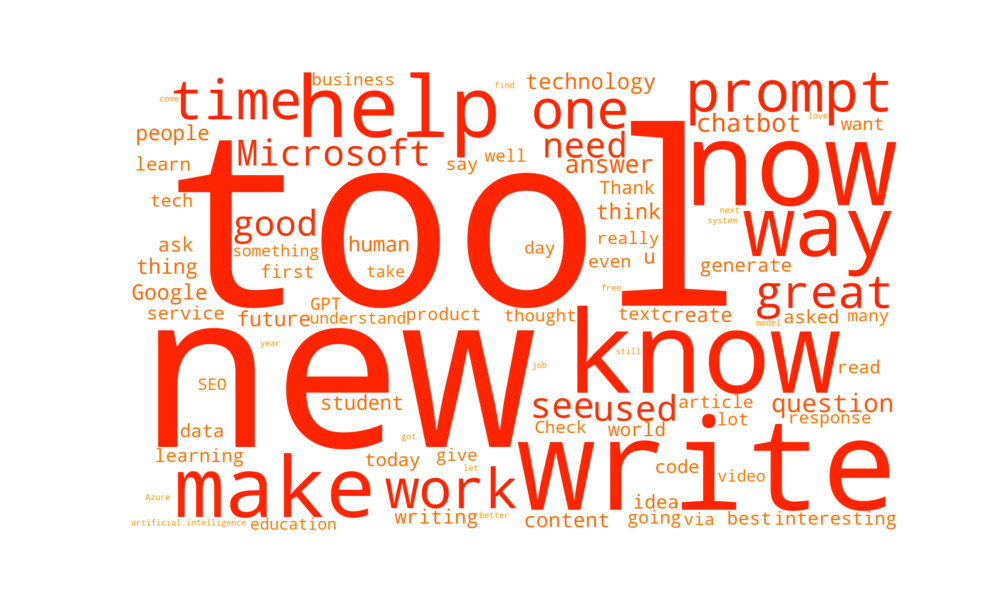 business
find
technology
come
time
help
one
prompt
chatbot
love
want
people
Microsoft
need
now
learn
say
well
answer
tool
Thank
tech
good
think
next
system
way
ask
something
human
day
really
u
thing
first
take
even
generate
Google
free
great
service
GPT
future
understand
product
thought
text
create
model
asked
many
new
year
know
still
SEO
job
read
student
see
used
article
question
data
Check
world
lot
response
got
write
learning
today
give
let
code
video
make
work
idea
Azure
writing
better
content
going
via
best
interesting
artificial intelligence
education